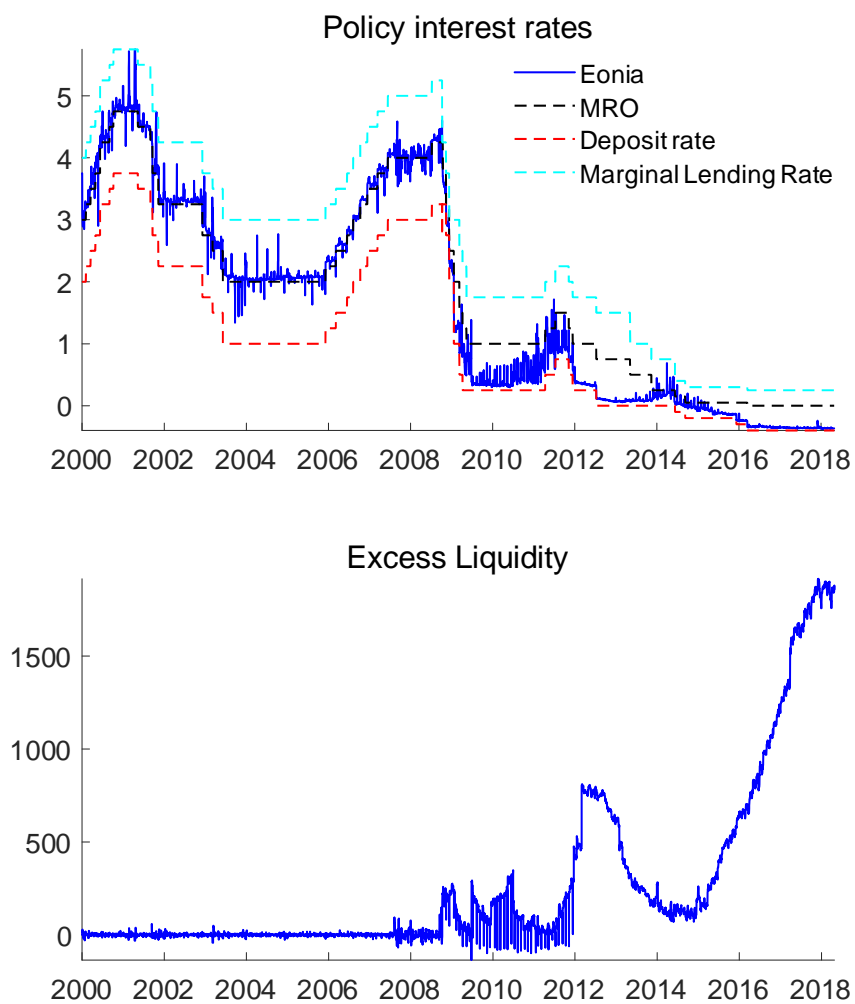 Policy interest rates
Eonia
MRO
Deposit rate
Marginal Lending Rate
5
4
3
2
1
0
2000 2002 2004 2006 2008 2010 2012 2014 2016 2018
Excess Liquidity
1500
1000
500
0
2000 2002 2004 2006 2008 2010 2012 2014 2016 2018